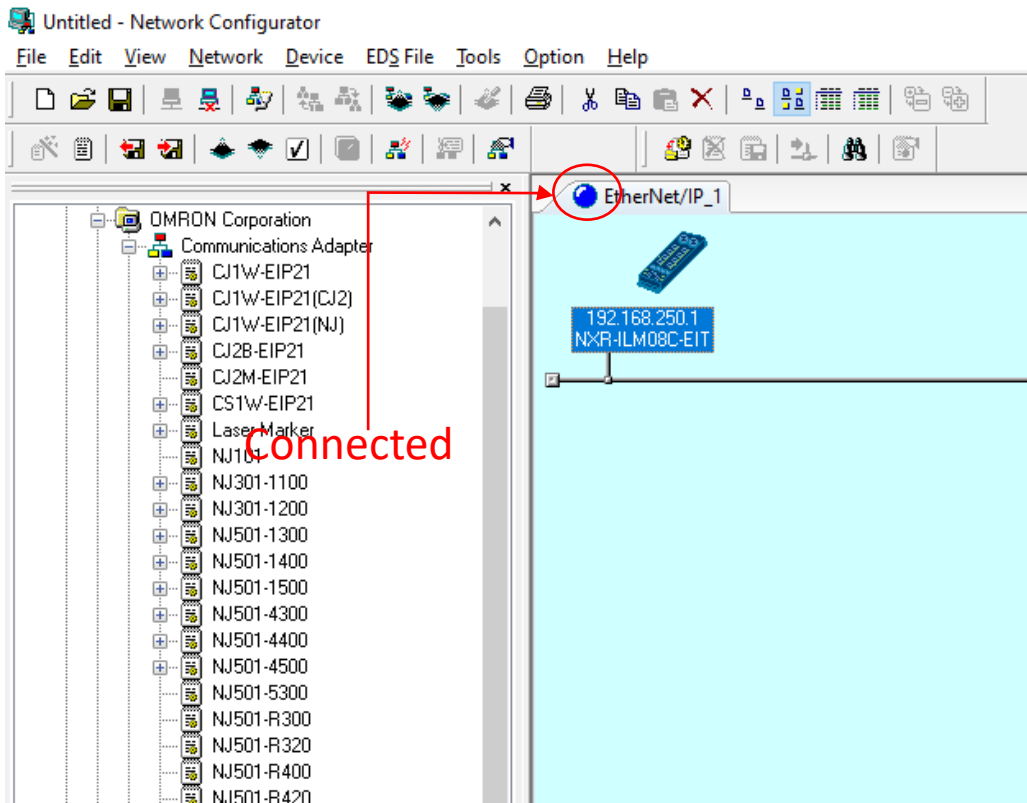 Untitled - Network Configurator
File Edit View Network Device EDS File Tools Option Help
EtherNet/IP_1
OMRON Corporation
Communications Adapter
CJ1W-EIP21
CJ1W-EIP21(CJ2)
CJ1W-EIP21(NJ)
CJ2B-EIP21
CJ2M-EIP21
CS1W-EIP21
Laser Marker
Connected
NJ101
NJ301-1100
NJ301-1200
NJ501-1300
NJ501-1400
NJ501-1500
NJ501-4300
NJ501-4400
NJ501-4500
NJ501-5300
NJ501-R300
NJ501-R320
NJ501-R400
NJ501-R420
192.168.250.1
NXR-ILM08C-EIT